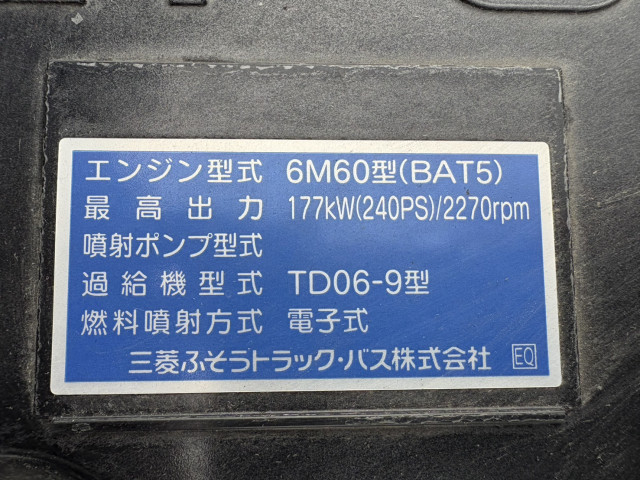 エンジン型式 6M60型(BAT5)
最高出力 177kW(240PS)/2270rpm
噴射ポンプ型式
過給機型式 TD06-9型
燃料噴射方式 電子式
三菱ふそうトラック・バス株式会社 EQ